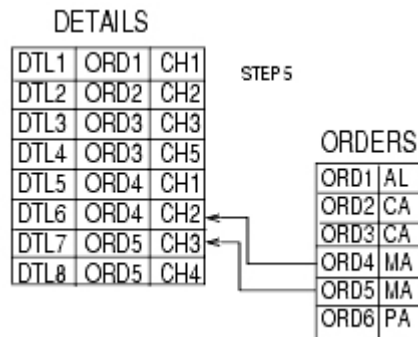 DETAILS
DTL1 ORD1 CH1
DTL2 ORD2 CH2
DTL3 ORD3 CH3
DTL4 ORD3 CH5
DTL5 ORD4 CH1
DTL6 ORD4 CH2
DTL7 ORD5 CH3
DTL8 ORD5 CH4
STEP 5
ORDERS
ORD1 AL
ORD2 CA
ORD3 CA
ORD4 MA
ORD5 MA
ORD6 PA